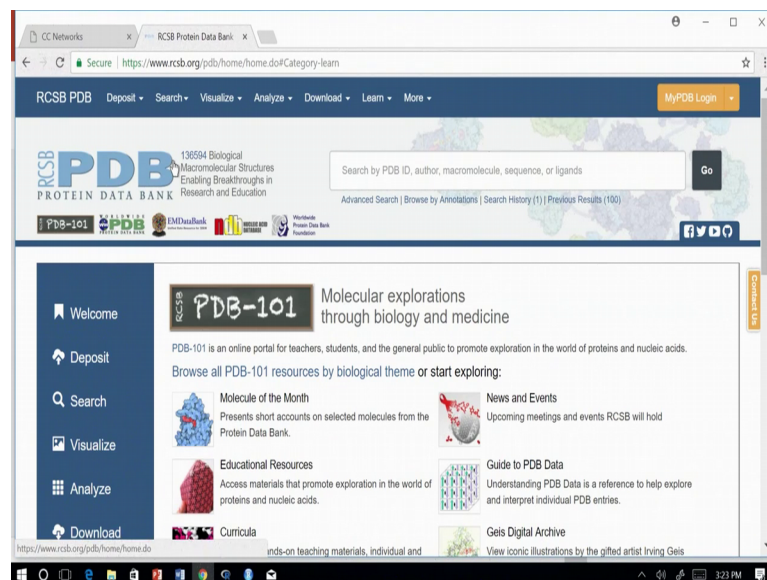 CC Networks
RCSB Protein Data Bank
Secure
https://www.rcsb.org/pdb/home/home.do#Category-learn
RCSB PDB Deposit Search Visualize Analyze Download Learn More
MyPDB Login
RCSB PDB
PROTEIN DATA BANK
136594 Biological
Macromolecular Structures
Enabling Breakthroughs in
Research and Education
Search by PDB ID, author, macromolecule, sequence, or ligands
Go
Advanced Search | Browse by Annotations | Search History (1) | Previous Results (100)
PDB-101
PDB
EMDataBank
Worldwide
Protein Data Bank
Foundation
Contact Us
Welcome
Deposit
Search
Visualize
Analyze
Download
RCSB PDB-101
Molecular explorations
through biology and medicine
PDB-101 is an online portal for teachers, students, and the general public to promote exploration in the world of proteins and nucleic acids.
Browse all PDB-101 resources by biological theme or start exploring:
Molecule of the Month
Presents short accounts on selected molecules from the
Protein Data Bank.
News and Events
Upcoming meetings and events RCSB will hold
Educational Resources
Access materials that promote exploration in the world of
proteins and nucleic acids.
Guide to PDB Data
Understanding PDB Data is a reference to help explore
and interpret individual PDB entries.
Curricula
ands-on teaching materials, individual and
Geis Digital Archive
View iconic illustrations by the gifted artist Irving Geis
https://www.rcsb.org/pdb/home/home.do
3:23 PM